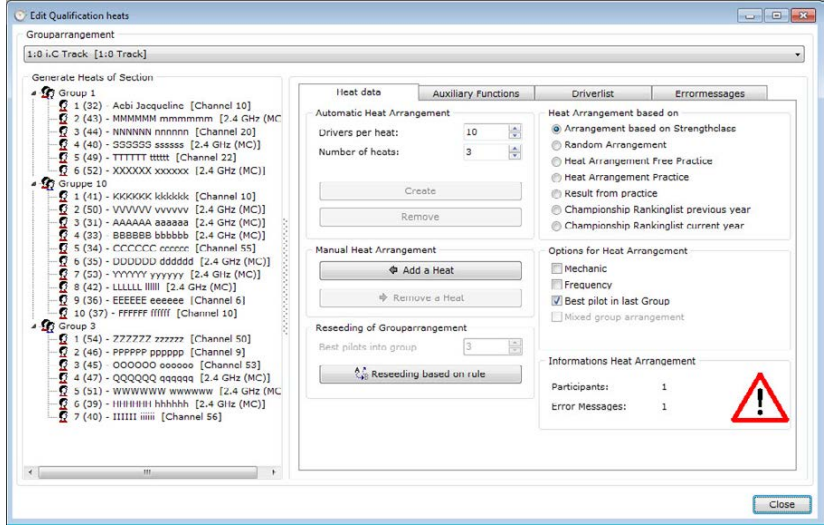 Edit Qualification heats
Grouparrangement
1:8 i.C Track [1:8 Track]
Generate Heats of Section
Group 1
1 (32) - Aebi Jacqueline [Channel 10]
2 (43) - MMMMMM mmmmmm [2.4 GHz (MC
3 (44) - NNNNNN nnnnnn [Channel 20]
4 (48) - SSSSSS ssssss [2.4 GHz (MC)]
5 (49) - TTTTTT tttttt [Channel 22]
6 (52) - XXXXXX xxxxxx [2.4 GHz (MC)]
Gruppe 10
1 (41) - KKKKKK kkkkkk [Channel 10]
2 (50) - VVVVVV vvvvvv [2.4 GHz (MC)]
3 (31) - AAAAAA aaaaaa [2.4 GHz (MC)]
4 (33) - BBBBBB bbbbbb [2.4 GHz (MC)]
5 (34) - CCCCCC cccccc [Channel 55]
6 (35) - DDDDDD dddddd [2.4 GHz (MC)]
7 (53) - YYYYYY yyyyyy [2.4 GHz (MC)]
8 (42) - LLLLLL llllll [2.4 GHz (MC)]
9 (36) - EEEEEE eeeeee [Channel 6]
10 (37) - FFFFFF ffffff [Channel 10]
Group 3
1 (54) - ZZZZZZ zzzzzz [Channel 50]
2 (46) - PPPPPP pppppp [Channel 9]
3 (45) - OOOOOO oooooo [Channel 53]
4 (47) - QQQQQQ qqqqqq [2.4 GHz (MC)]
5 (51) - WWWWWW wwwwww [2.4 GHz (MC
6 (39) - HHHHHH hhhhhh [2.4 GHz (MC)]
7 (40) - IIIIII iiiiii [Channel 56]
Heat data
Auxiliary Functions
Driverlist
Errormessages
Automatic Heat Arrangement
Drivers per heat: 10
Number of heats: 3
Create
Remove
Manual Heat Arrangement
Add a Heat
Remove a Heat
Reseeding of Grouparrangement
Best pilots into group 3
Reseeding based on rule
Heat Arrangement based on
Arrangement based on Strengthclass
Random Arrangement
Heat Arrangement Free Practice
Heat Arrangement Practice
Result from practice
Championship Rankinglist previous year
Championship Rankinglist current year
Options for Heat Arrangement
Mechanic
Frequency
Best pilot in last Group
Mixed group arrangement
Informations Heat Arrangement
Participants: 1
Error Messages: 1
Close